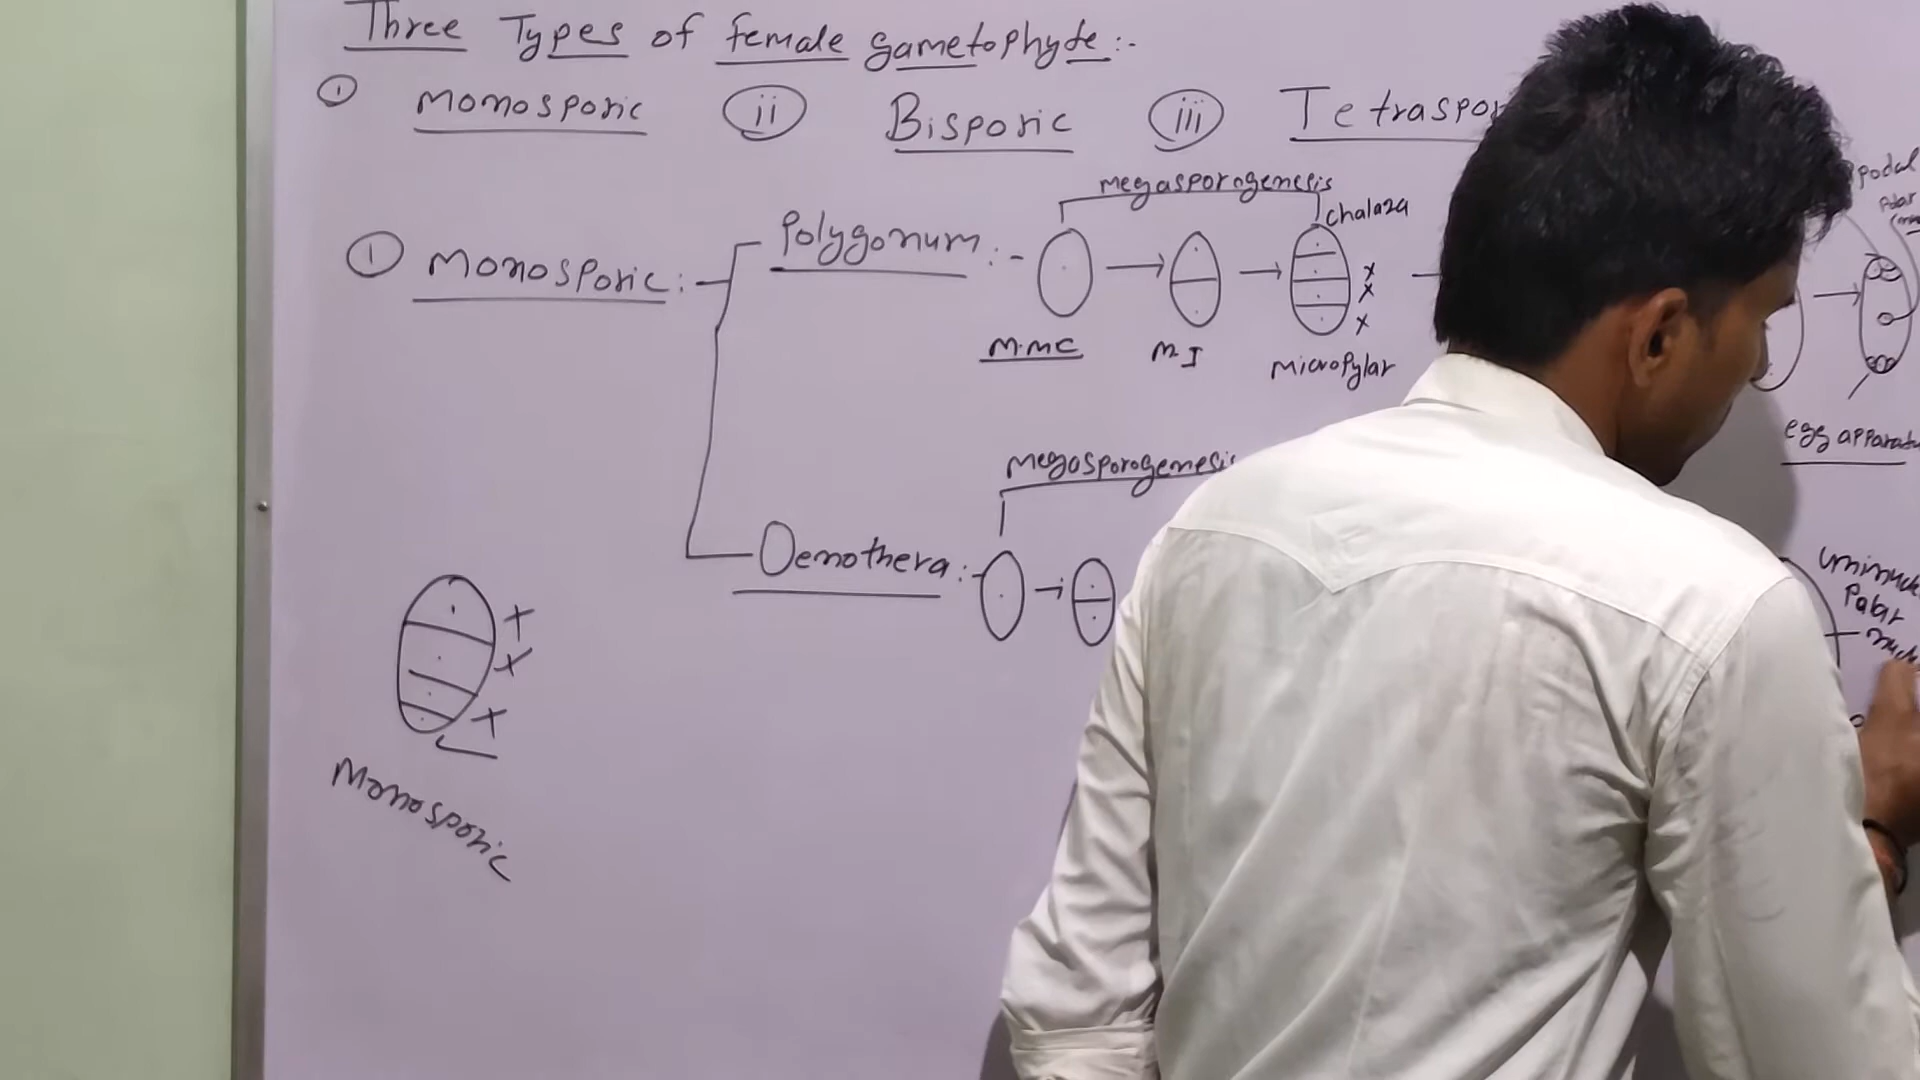 Three Types of female gametophyte:-
① Monosporic (ii) Bisporic (iii) Tetraspor
megasporogenesis
chalaza
① Monosporic:- Polygonum:-
M.M.C M I Micropylar
egg apparatu
megasporogenesis
Oenothera:-
Polar
Monosporic